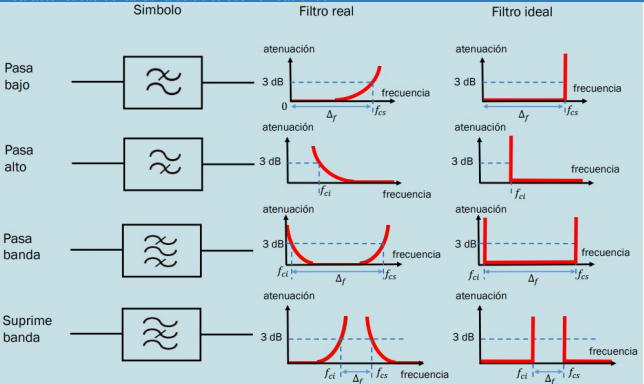 Simbolo Filtro real Filtro ideal
Pasa
bajo
atenuación
3 dB
frecuencia
0
Δf
fcs
atenuación
3 dB
frecuencia
Δf
fcs
Pasa
alto
atenuación
3 dB
fci
frecuencia
atenuación
3 dB
fci
frecuencia
Pasa
banda
atenuación
3 dB
frecuencia
fci
Δf
fcs
atenuación
3 dB
frecuencia
fci
Δf
fcs
Suprime
banda
atenuación
3 dB
fci
Δf
fcs
frecuencia
atenuación
3 dB
fci
Δf
fcs
frecuencia